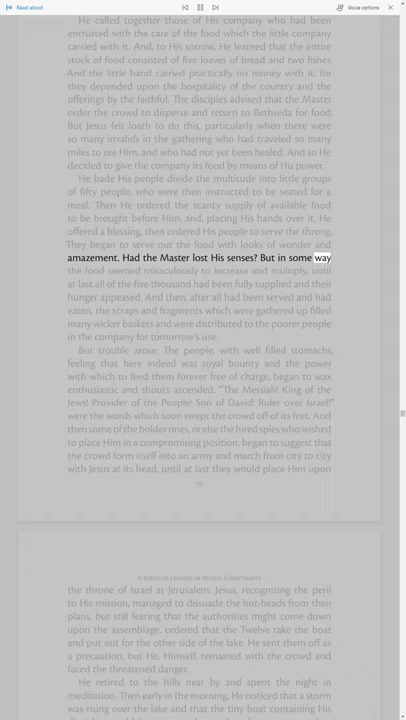 Read aloud
Voice options
He called together those of His company who had been
entrusted with the care of the food which the little company
carried with it. And, to His sorrow, He learned that the entire
stock of food consisted of five loaves of bread and two fishes.
And the little band carried practically no money with it, for
they depended upon the hospitality of the country and the
offerings by the faithful. The disciples advised that the Master
order the crowd to disperse and return to Bethseda for food.
But Jesus felt loath to do this, particularly when there were
so many invalids in the gathering who had traveled so many
miles to see Him, and who had not yet been healed. And so He
decided to give the company its food by means of His power.
He bade His people divide the multitude into little groups
of fifty people, who were then instructed to be seated for a
meal. Then He ordered the scanty supply of available food
to be brought before Him, and, placing His hands over it, He
offered a blessing, then ordered His people to serve the throng.
They began to serve out the food with looks of wonder and
amazement. Had the Master lost His senses? But in some way
the food seemed miraculously to increase and multiply, until
at last all of the five thousand had been fully supplied and their
hunger appeased. And then, after all had been served and had
eaten, the scraps and fragments which were gathered up filled
many wicker baskets and were distributed to the poorer people
in the company for tomorrow's use.
But trouble arose. The people, with well filled stomachs,
feeling that here indeed was royal bounty and the power
with which to feed them forever free of charge, began to wax
enthusiastic and shouts ascended. "The Messiah! King of the
Jews! Provider of the People! Son of David! Ruler over Israel!"
were the words which soon swept the crowd off of its feet. And
then some of the bolder ones, or else the hired spies who wished
to place Him in a compromising position, began to suggest that
the crowd form itself into an army and march from city to city
with Jesus at its head, until at last they would place Him upon
A Series of Lessons in Mystic Christianity
the throne of Israel at Jerusalem. Jesus, recognizing the peril
to His mission, managed to dissuade the hot-heads from their
plans, but still fearing that the authorities might come down
upon the assemblage, ordered that the Twelve take the boat
and put out for the other side of the lake. He sent them off as
a precaution, but He, Himself, remained with the crowd and
faced the threatened danger.
He retired to the hills near by and spent the night in
meditation. Then early in the morning, He noticed that a storm
was rising over the lake and that the tiny boat containing His